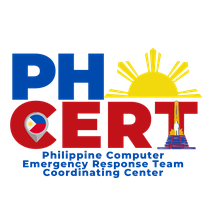 PH
CERT
Philippine Computer
Emergency Response Team
Coordinating Center